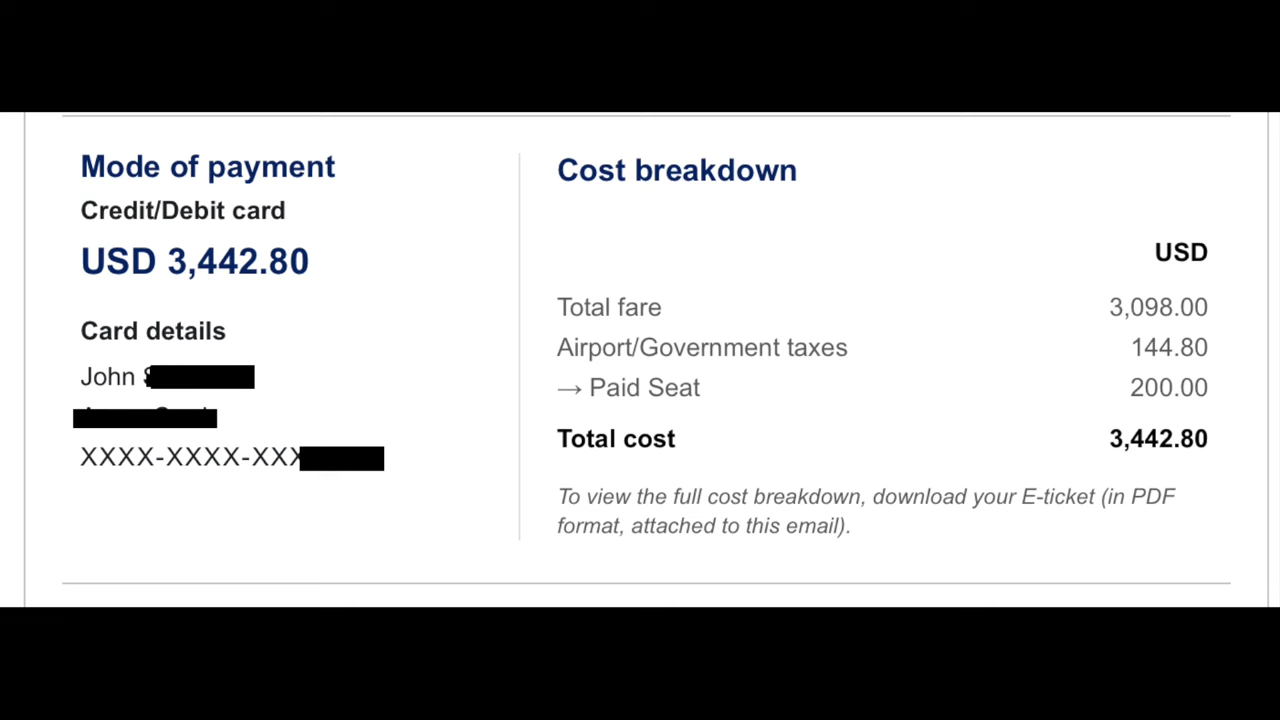 Mode of payment
Credit/Debit card
USD 3,442.80
Card details
John
XXXX-XXXX-XXX
Cost breakdown
USD
Total fare 3,098.00
Airport/Government taxes 144.80
→ Paid Seat 200.00
Total cost 3,442.80
To view the full cost breakdown, download your E-ticket (in PDF
format, attached to this email).